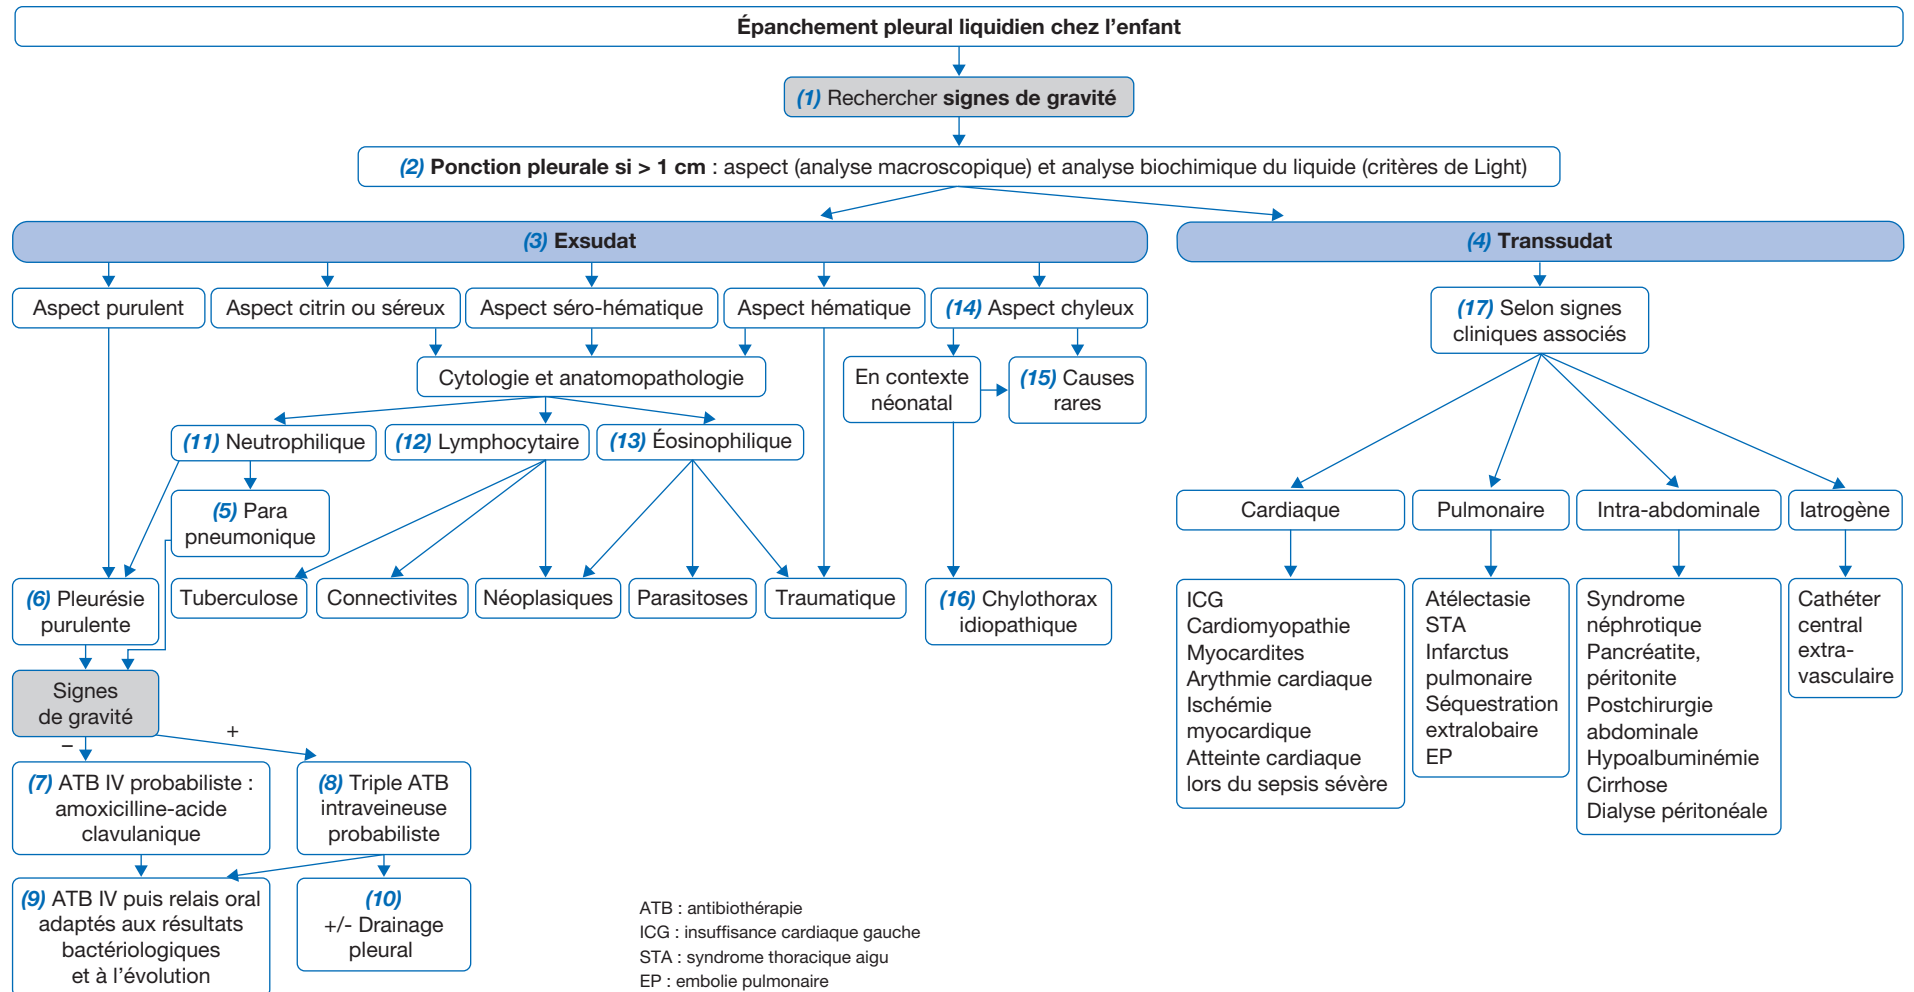 Épanchement pleural liquidien chez l'enfant
(1) Rechercher signes de gravité
(2) Ponction pleurale si > 1 cm : aspect (analyse macroscopique) et analyse biochimique du liquide (critères de Light)
(3) Exsudat
(4) Transsudat
Aspect purulent
Aspect citrin ou séreux
Aspect séro-hématique
Aspect hématique
(14) Aspect chyleux
(17) Selon signes
cliniques associés
Cytologie et anatomopathologie
En contexte
néonatal
(15) Causes
rares
(11) Neutrophilique
(12) Lymphocytaire
(13) Éosinophilique
(5) Para
pneumonique
Cardiaque
Pulmonaire
Intra-abdominale
Iatrogène
(6) Pleurésie
purulente
Tuberculose
Connectivites
Néoplasiques
Parasitoses
Traumatique
(16) Chylothorax
idiopathique
ICG
Cardiomyopathie
Myocardites
Arythmie cardiaque
Ischémie
myocardique
Atteinte cardiaque
lors du sepsis sévère
Atélectasie
STA
Infarctus
pulmonaire
Séquestration
extralobaire
EP
Syndrome
néphrotique
Pancréatite,
péritonite
Postchirurgie
abdominale
Hypoalbuminémie
Cirrhose
Dialyse péritonéale
Cathéter
central
extra-
vasculaire
Signes
de gravité
–
+
(7) ATB IV probabiliste :
amoxicilline-acide
clavulanique
(8) Triple ATB
intraveineuse
probabiliste
(9) ATB IV puis relais oral
adaptés aux résultats
bactériologiques
et à l'évolution
(10)
+/- Drainage
pleural
ATB : antibiothérapie
ICG : insuffisance cardiaque gauche
STA : syndrome thoracique aigu
EP : embolie pulmonaire